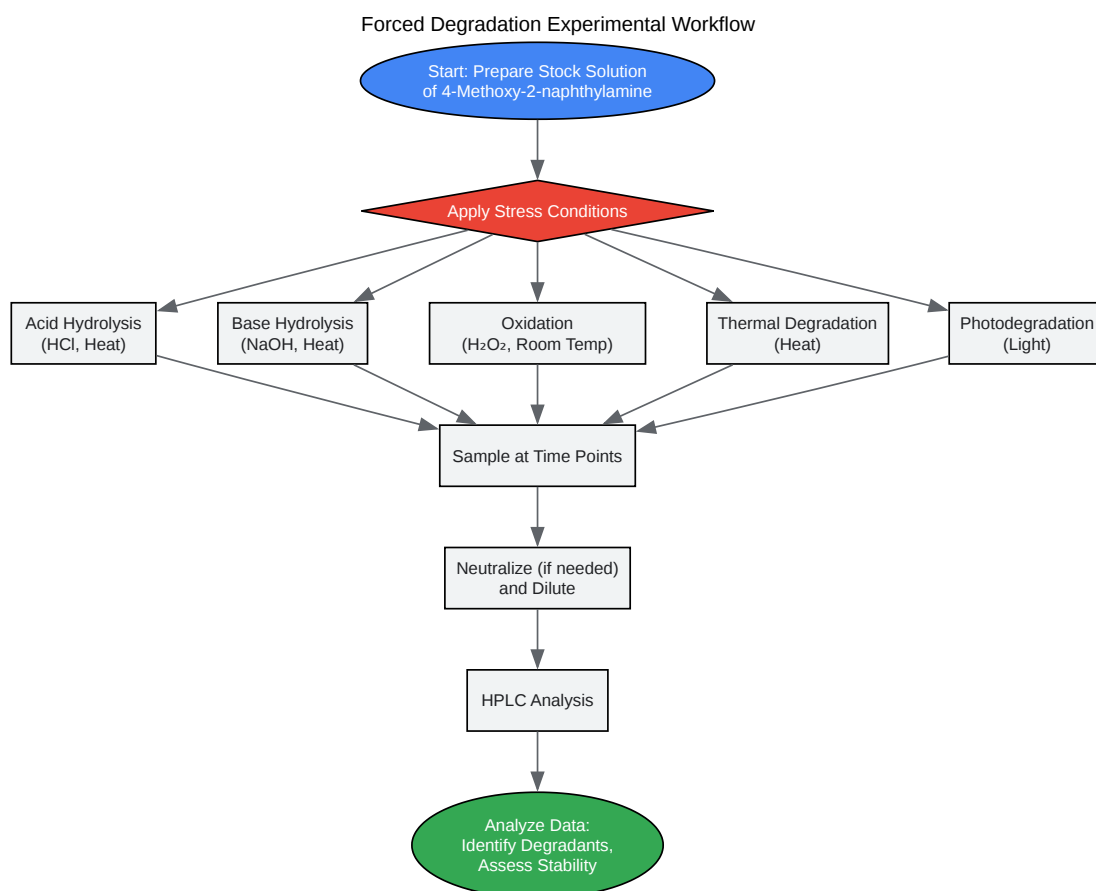 Forced Degradation Experimental Workflow
Start: Prepare Stock Solution
of 4-Methoxy-2-naphthylamine
Apply Stress Conditions
Acid Hydrolysis
(HCl, Heat)
Base Hydrolysis
(NaOH, Heat)
Oxidation
(H₂O₂, Room Temp)
Thermal Degradation
(Heat)
Photodegradation
(Light)
Sample at Time Points
Neutralize (if needed)
and Dilute
HPLC Analysis
Analyze Data:
Identify Degradants,
Assess Stability